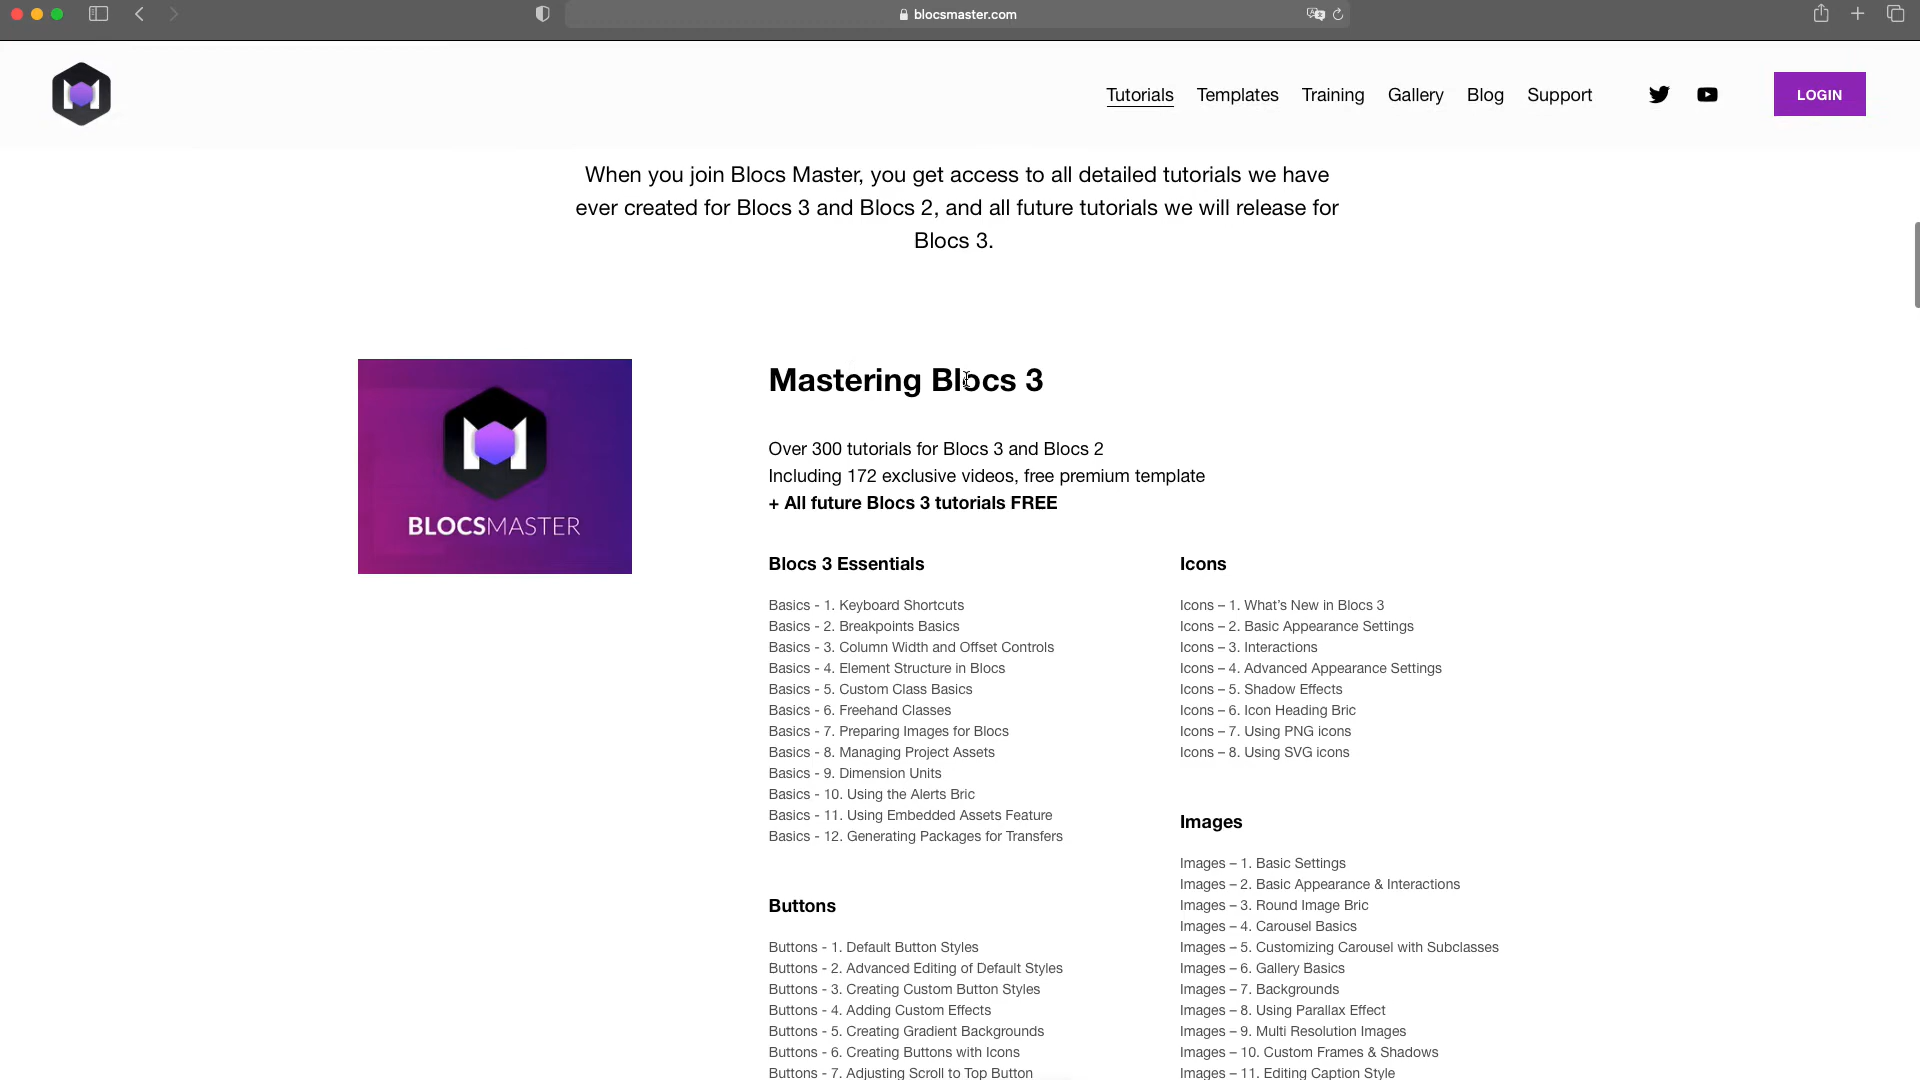 blocsmaster.com
Tutorials Templates Training Gallery Blog Support LOGIN
When you join Blocs Master, you get access to all detailed tutorials we have
ever created for Blocs 3 and Blocs 2, and all future tutorials we will release for
Blocs 3.
BLOCSMASTER
Mastering Blocs 3
Over 300 tutorials for Blocs 3 and Blocs 2
Including 172 exclusive videos, free premium template
+ All future Blocs 3 tutorials FREE
Blocs 3 Essentials
Basics - 1. Keyboard Shortcuts
Basics - 2. Breakpoints Basics
Basics - 3. Column Width and Offset Controls
Basics - 4. Element Structure in Blocs
Basics - 5. Custom Class Basics
Basics - 6. Freehand Classes
Basics - 7. Preparing Images for Blocs
Basics - 8. Managing Project Assets
Basics - 9. Dimension Units
Basics - 10. Using the Alerts Bric
Basics - 11. Using Embedded Assets Feature
Basics - 12. Generating Packages for Transfers
Buttons
Buttons - 1. Default Button Styles
Buttons - 2. Advanced Editing of Default Styles
Buttons - 3. Creating Custom Button Styles
Buttons - 4. Adding Custom Effects
Buttons - 5. Creating Gradient Backgrounds
Buttons - 6. Creating Buttons with Icons
Buttons - 7. Adjusting Scroll to Top Button
Icons
Icons – 1. What's New in Blocs 3
Icons – 2. Basic Appearance Settings
Icons – 3. Interactions
Icons – 4. Advanced Appearance Settings
Icons – 5. Shadow Effects
Icons – 6. Icon Heading Bric
Icons – 7. Using PNG icons
Icons – 8. Using SVG icons
Images
Images – 1. Basic Settings
Images – 2. Basic Appearance & Interactions
Images – 3. Round Image Bric
Images – 4. Carousel Basics
Images – 5. Customizing Carousel with Subclasses
Images – 6. Gallery Basics
Images – 7. Backgrounds
Images – 8. Using Parallax Effect
Images – 9. Multi Resolution Images
Images – 10. Custom Frames & Shadows
Images – 11. Editing Caption Style